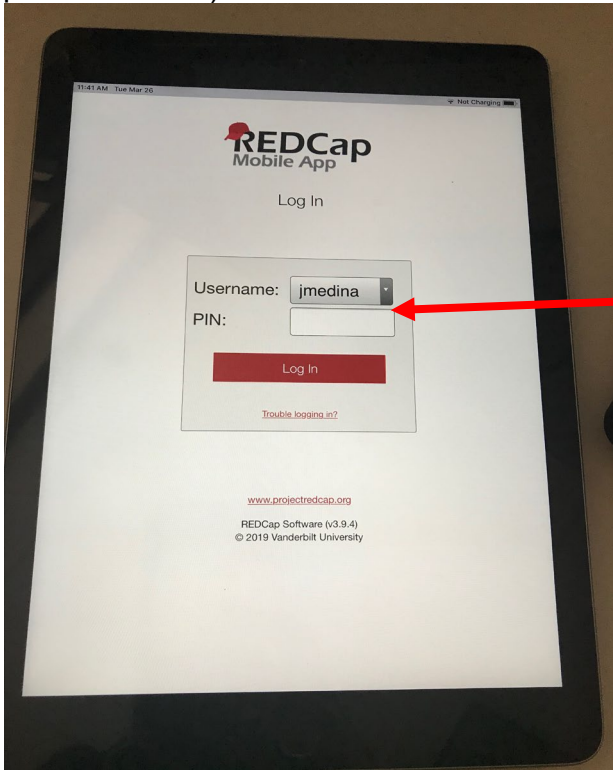 11:41 AM Tue Mar 26
Not Charging
REDCap
Mobile App
Log In
Username: jmedina
PIN:
Log In
Trouble logging in?
www.projectredcap.org
REDCap Software (v3.9.4)
© 2019 Vanderbilt University